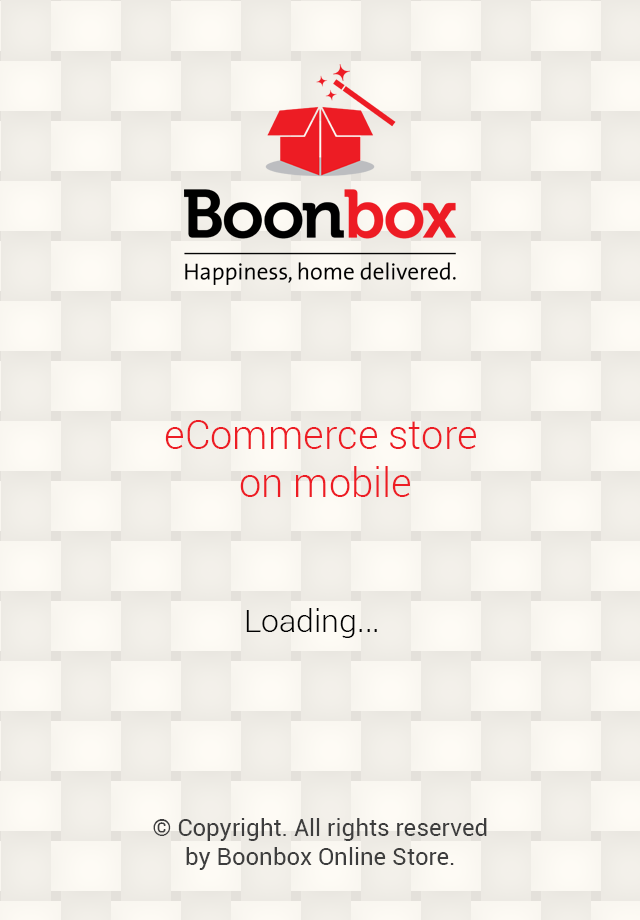 Boonbox
Happiness, home delivered.
eCommerce store
on mobile
Loading...
© Copyright. All rights reserved
by Boonbox Online Store.